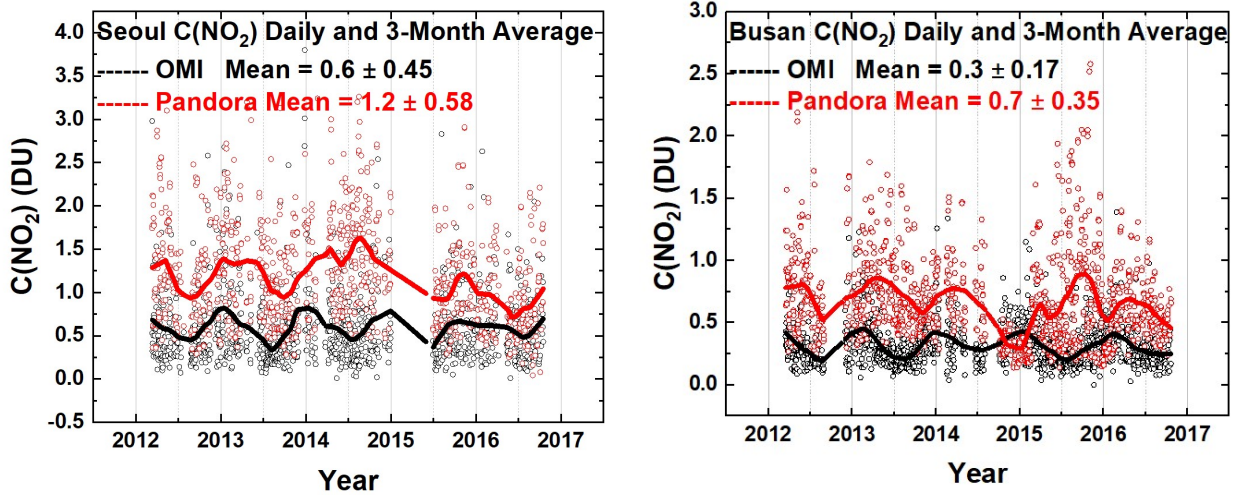 Seoul C(NO₂) Daily and 3-Month Average
OMI Mean = 0.6 ± 0.45
Pandora Mean = 1.2 ± 0.58
C(NO₂) (DU)
4.0
3.5
3.0
2.5
2.0
1.5
1.0
0.5
0.0
-0.5
2012 2013 2014 2015 2016 2017
Year
Busan C(NO₂) Daily and 3-Month Average
OMI Mean = 0.3 ± 0.17
Pandora Mean = 0.7 ± 0.35
C(NO₂) (DU)
3.0
2.5
2.0
1.5
1.0
0.5
0.0
2012 2013 2014 2015 2016 2017
Year